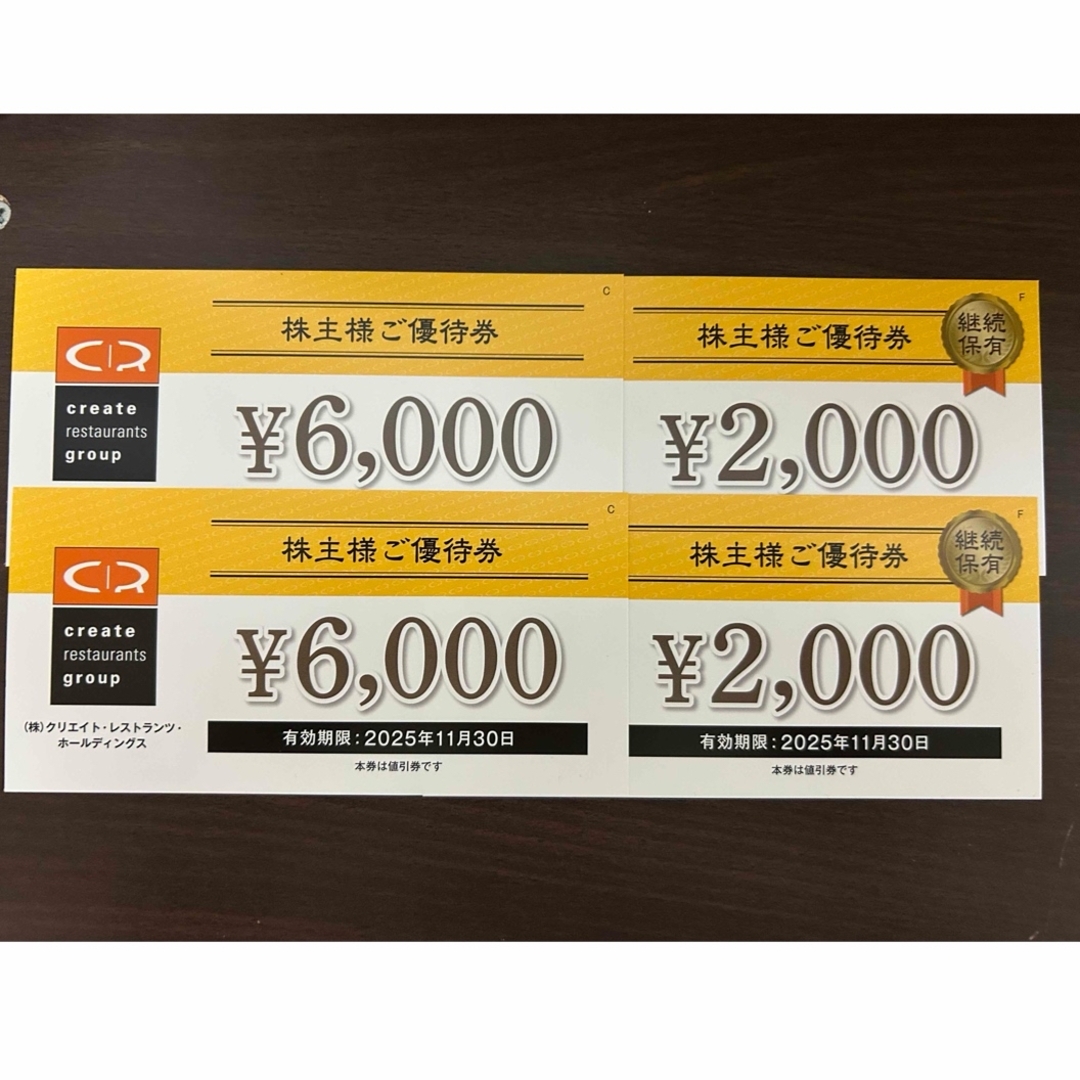 C
株主様ご優待券
CR
create
restaurants
group
¥6,000
F
株主様ご優待券
継続
保有
¥2,000
C
株主様ご優待券
CR
create
restaurants
group
¥6,000
(株)クリエイト・レストランツ・
ホールディングス
有効期限:2025年11月30日
本券は値引券です
F
株主様ご優待券
継続
保有
¥2,000
有効期限:2025年11月30日
本券は値引券です